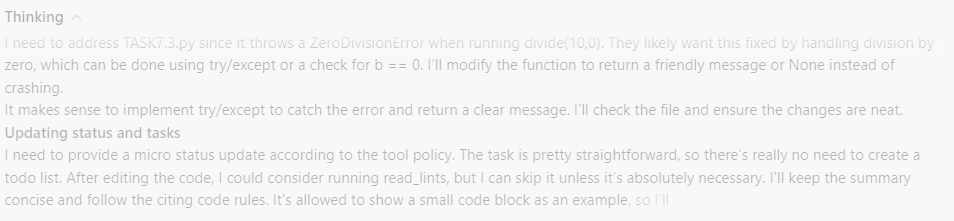 Thinking
I need to address TASK7.3.py since it throws a ZeroDivisionError when running divide(10,0). They likely want this fixed by handling division by
zero, which can be done using try/except or a check for b == 0. I'll modify the function to return a friendly message or None instead of
crashing.
It makes sense to implement try/except to catch the error and return a clear message. I'll check the file and ensure the changes are neat.
Updating status and tasks
I need to provide a micro status update according to the tool policy. The task is pretty straightforward, so there's really no need to create a
todo list. After editing the code, I could consider running read_lints, but I can skip it unless it's absolutely necessary. I'll keep the summary
concise and follow the citing code rules. It's allowed to show a small code block as an example, so I'll